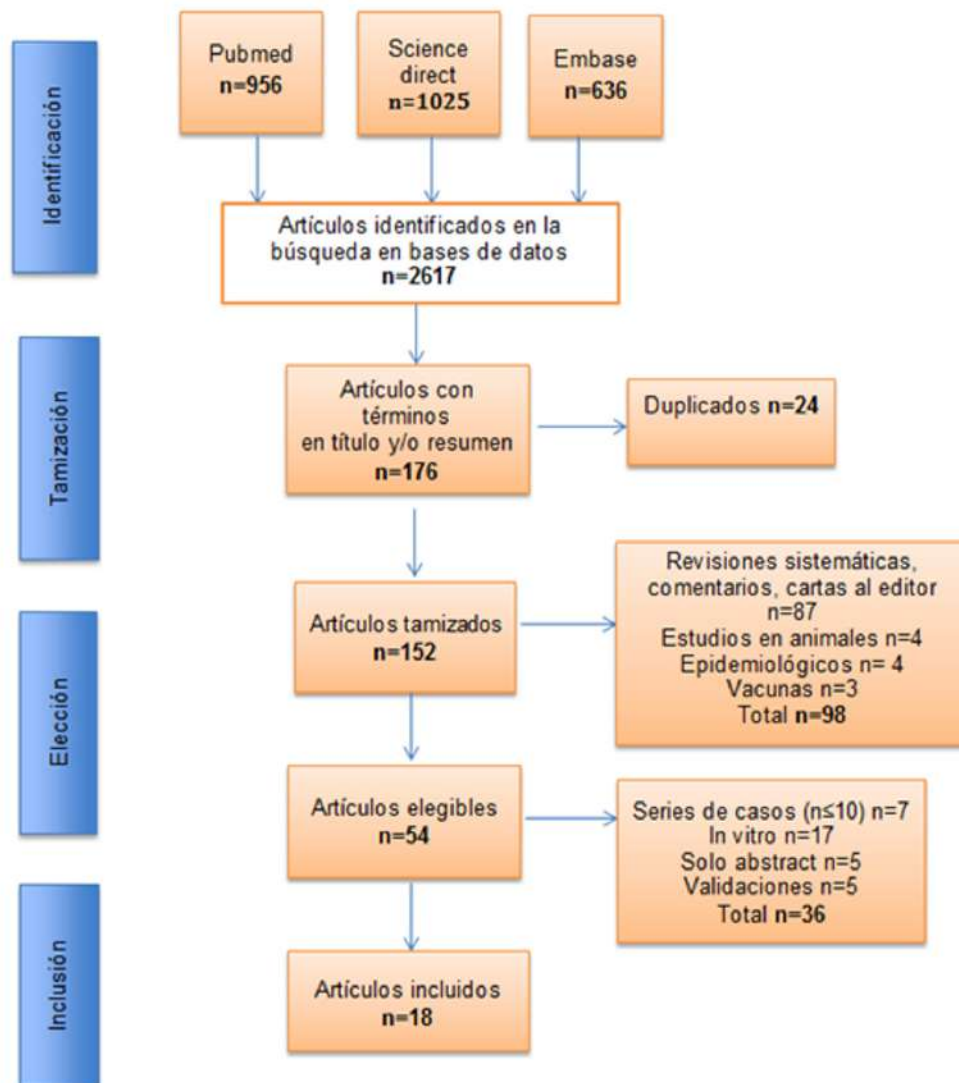 Identificación
Pubmed
n=956
Science
direct
n=1025
Embase
n=636
Artículos identificados en la
búsqueda en bases de datos
n=2617
Tamización
Artículos con
términos
en título y/o resumen
n=176
Duplicados n=24
Elección
Artículos tamizados
n=152
Revisiones sistemáticas,
comentarios, cartas al editor
n=87
Estudios en animales n=4
Epidemiológicos n= 4
Vacunas n=3
Total n=98
Artículos elegibles
n=54
Series de casos (n≤10) n=7
In vitro n=17
Solo abstract n=5
Validaciones n=5
Total n=36
Inclusión
Artículos incluidos
n=18